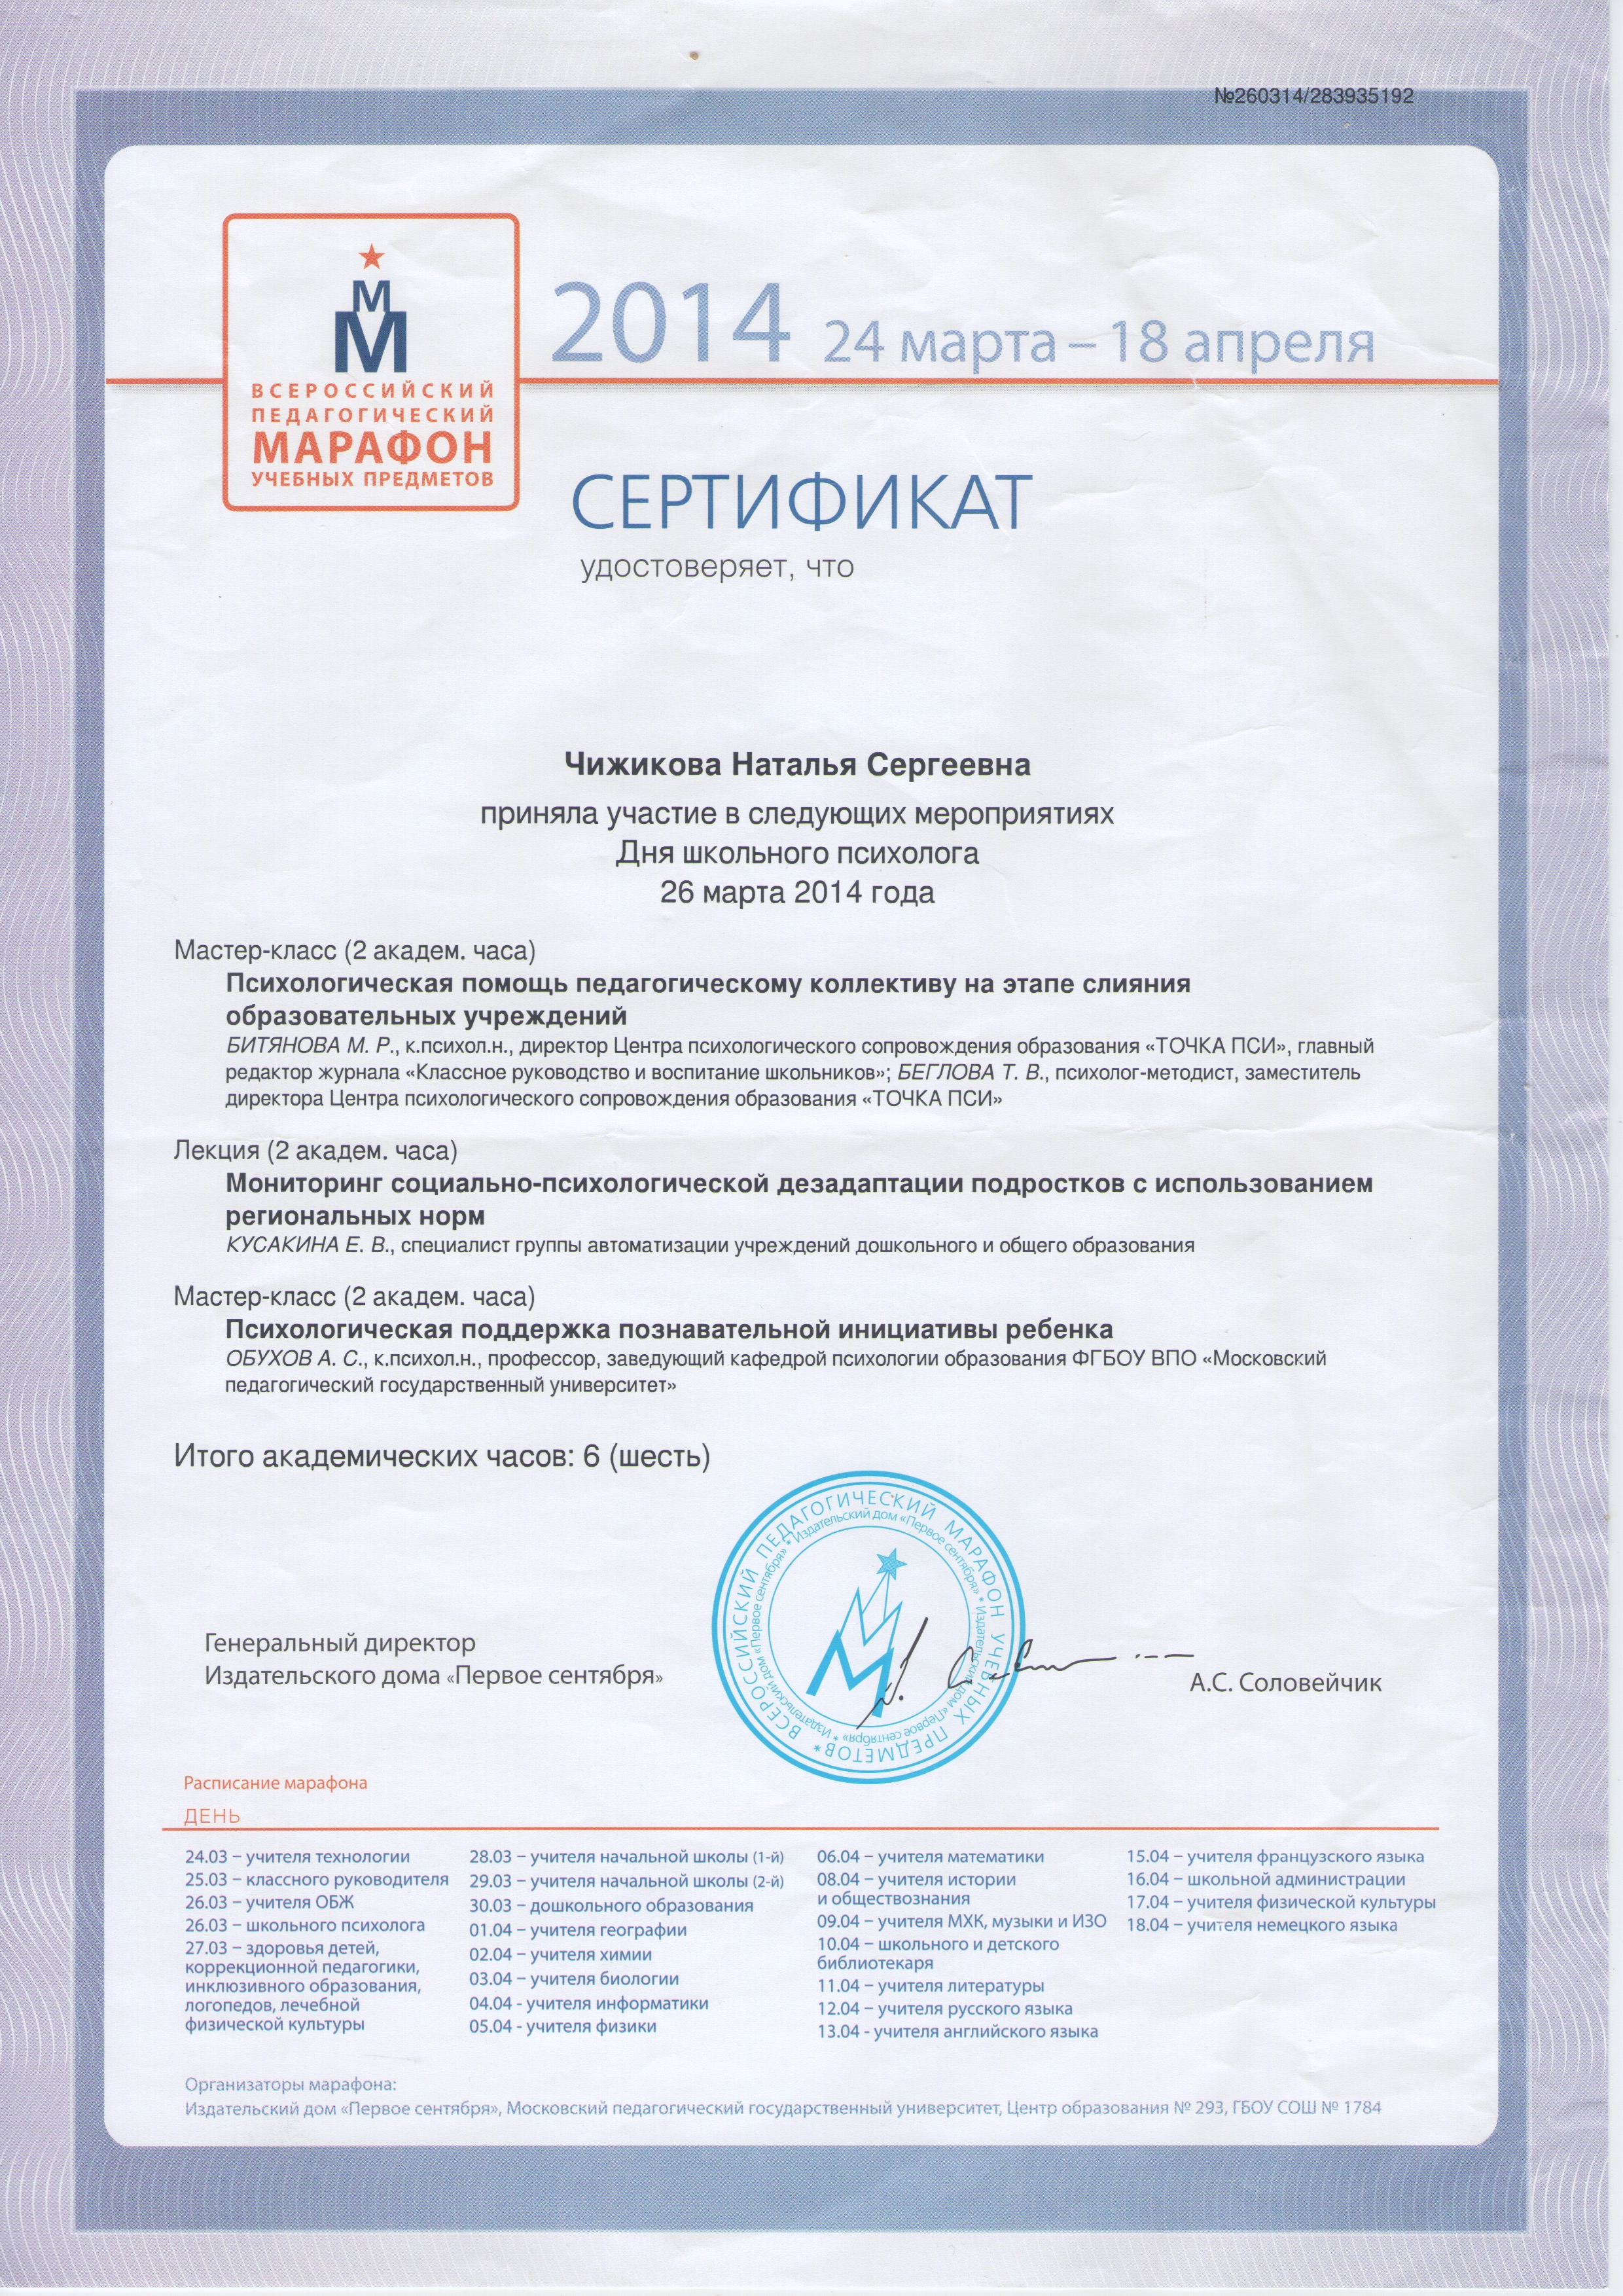 №260314/283935192
М
М
ВСЕРОССИЙСКИЙ
ПЕДАГОГИЧЕСКИЙ
МАРАФОН
УЧЕБНЫХ ПРЕДМЕТОВ
2014 24 марта – 18 апреля
СЕРТИФИКАТ
удостоверяет, что
Чижикова Наталья Сергеевна
приняла участие в следующих мероприятиях
Дня школьного психолога
26 марта 2014 года
Мастер-класс (2 академ. часа)
Психологическая помощь педагогическому коллективу на этапе слияния
образовательных учреждений
БИТЯНОВА М. Р., к.психол.н., директор Центра психологического сопровождения образования «ТОЧКА ПСИ», главный
редактор журнала «Классное руководство и воспитание школьников»; БЕГЛОВА Т. В., психолог-методист, заместитель
директора Центра психологического сопровождения образования «ТОЧКА ПСИ»
Лекция (2 академ. часа)
Мониторинг социально-психологической дезадаптации подростков с использованием
региональных норм
КУСАКИНА Е. В., специалист группы автоматизации учреждений дошкольного и общего образования
Мастер-класс (2 академ. часа)
Психологическая поддержка познавательной инициативы ребенка
ОБУХОВ А. С., к.психол.н., профессор, заведующий кафедрой психологии образования ФГБОУ ВПО «Московский
педагогический государственный университет»
Итого академических часов: 6 (шесть)
ВСЕРОССИЙСКИЙ ПЕДАГОГИЧЕСКИЙ МАРАФОН УЧЕБНЫХ ПРЕДМЕТОВ*
Издательский дом «Первое сентября» * Издательский дом «Первое сентября» * Издательский дом «Первое сентября» *
Генеральный директор
Издательского дома «Первое сентября»
А.С. Соловейчик
Расписание марафона
ДЕНЬ
24.03 – учителя технологии
25.03 – классного руководителя
26.03 – учителя ОБЖ
26.03 – школьного психолога
27.03 – здоровья детей,
коррекционной педагогики,
инклюзивного образования,
логопедов, лечебной
физической культуры
28.03 – учителя начальной школы (1-й)
29.03 – учителя начальной школы (2-й)
30.03 – дошкольного образования
01.04 – учителя географии
02.04 – учителя химии
03.04 – учителя биологии
04.04 - учителя информатики
05.04 - учителя физики
06.04 – учителя математики
08.04 – учителя истории
и обществознания
09.04 – учителя МХК, музыки и ИЗО
10.04 – школьного и детского
библиотекаря
11.04 – учителя литературы
12.04 – учителя русского языка
13.04 - учителя английского языка
15.04 – учителя французского языка
16.04 – школьной администрации
17.04 – учителя физической культуры
18.04 – учителя немецкого языка
Организаторы марафона:
Издательский дом «Первое сентября», Московский педагогический государственный университет, Центр образования № 293, ГБОУ СОШ № 1784